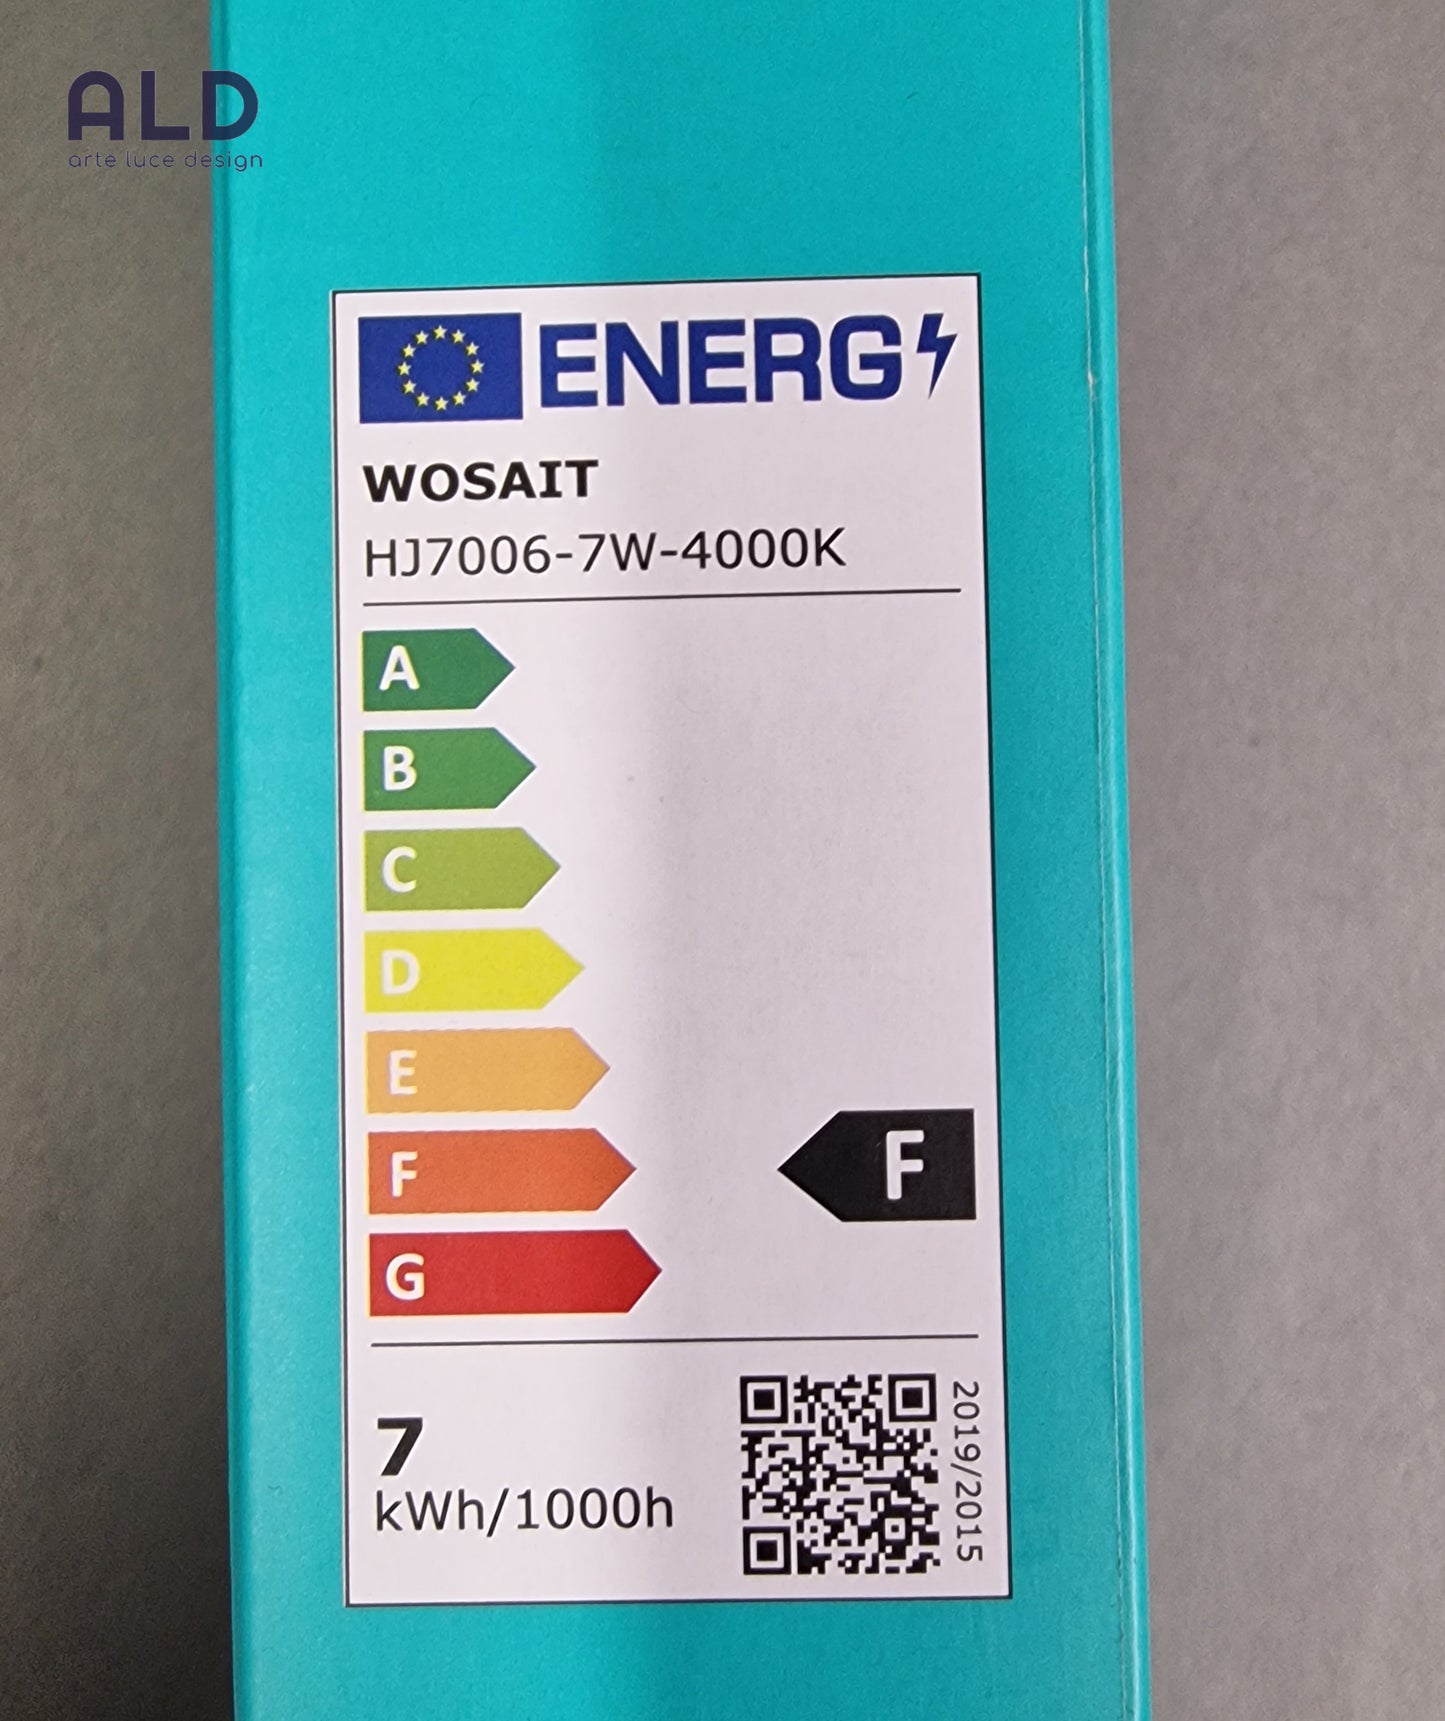 ALD
arte luce design
ENERG
WOSAIT
HJ7006-7W-4000K
A
B
C
D
E
F
F
G
7
kWh/1000h
2019/2015